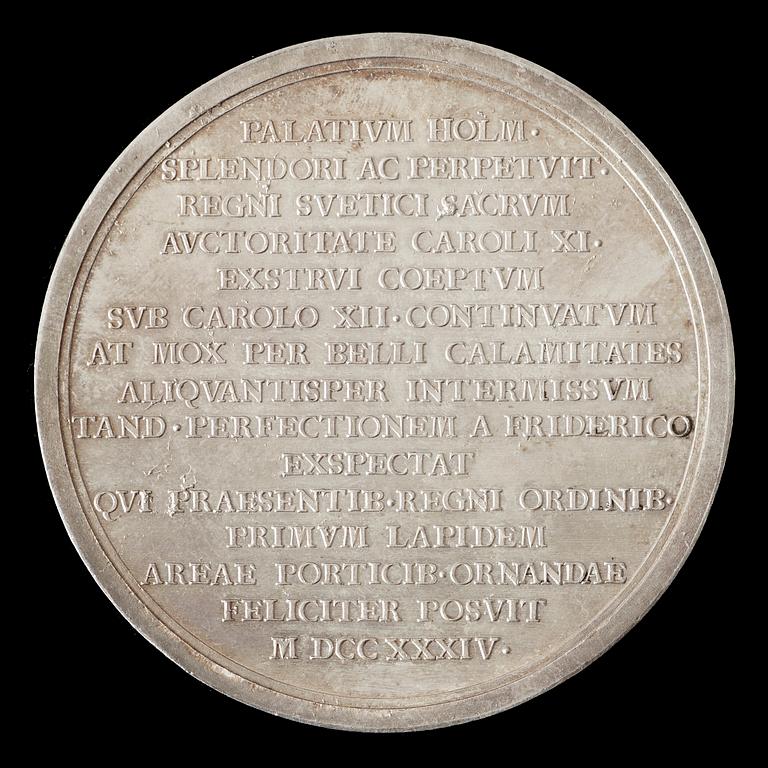 PALATIVM HOLM·
SPLENDORI AC PERPETVIT·
REGNI SVETICI SACRVM
AVCTORITATE CAROLI XI·
EXSTRVI COEPTVM
SVB CAROLO XII·CONTINVATVM
AT MOX PER BELLI CALAMITATES
ALIQVANTISPER INTERMISSVM
TAND·PERFECTIONEM A FRIDERICO
EXSPECTAT
QVI PRAESENTIB·REGNI ORDINIB·
PRIMVM LAPIDEM
AREAE PORTICIB·ORNANDAE
FELICITER POSVIT
M DCCXXXIV·